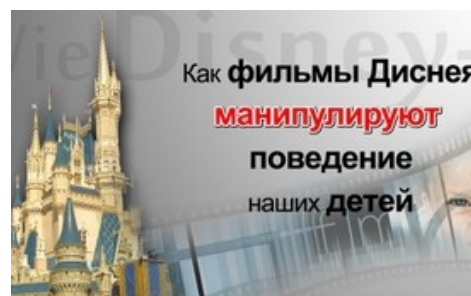 Как фильмы Диснея
манипулируют
поведение
наших детей